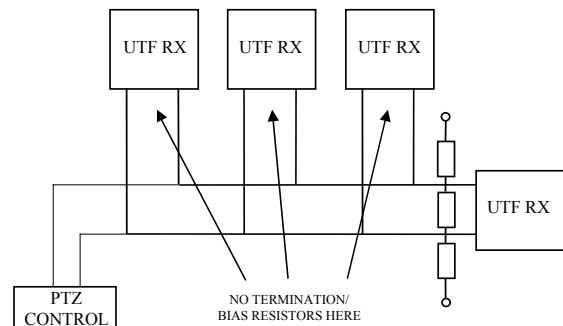 UTF RX
UTF RX
UTF RX
UTF RX
PTZ
CONTROL
NO TERMINATION/
BIAS RESISTORS HERE